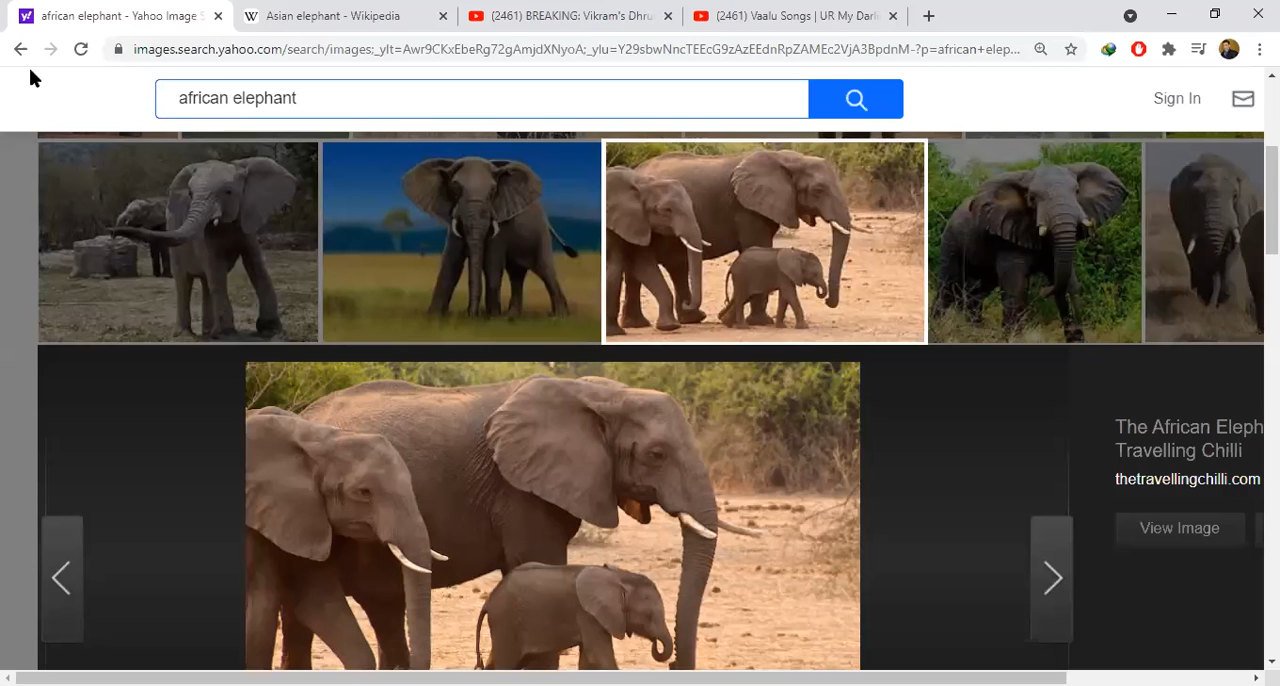 african elephant - Yahoo Image S
Asian elephant - Wikipedia
(2461) BREAKING: Vikram's Dhru
(2461) Vaalu Songs | UR My Darli
images.search.yahoo.com/search/images;_ylt=Awr9CKxEbeRg72gAmjdXNyoA;_ylu=Y29sbwNncTEEcG9zAzEEdnRpZAMEc2VjA3BpdnM-?p=african+elep...
african elephant
Sign In
The African Eleph
Travelling Chilli
thetravellingchilli.com
View Image